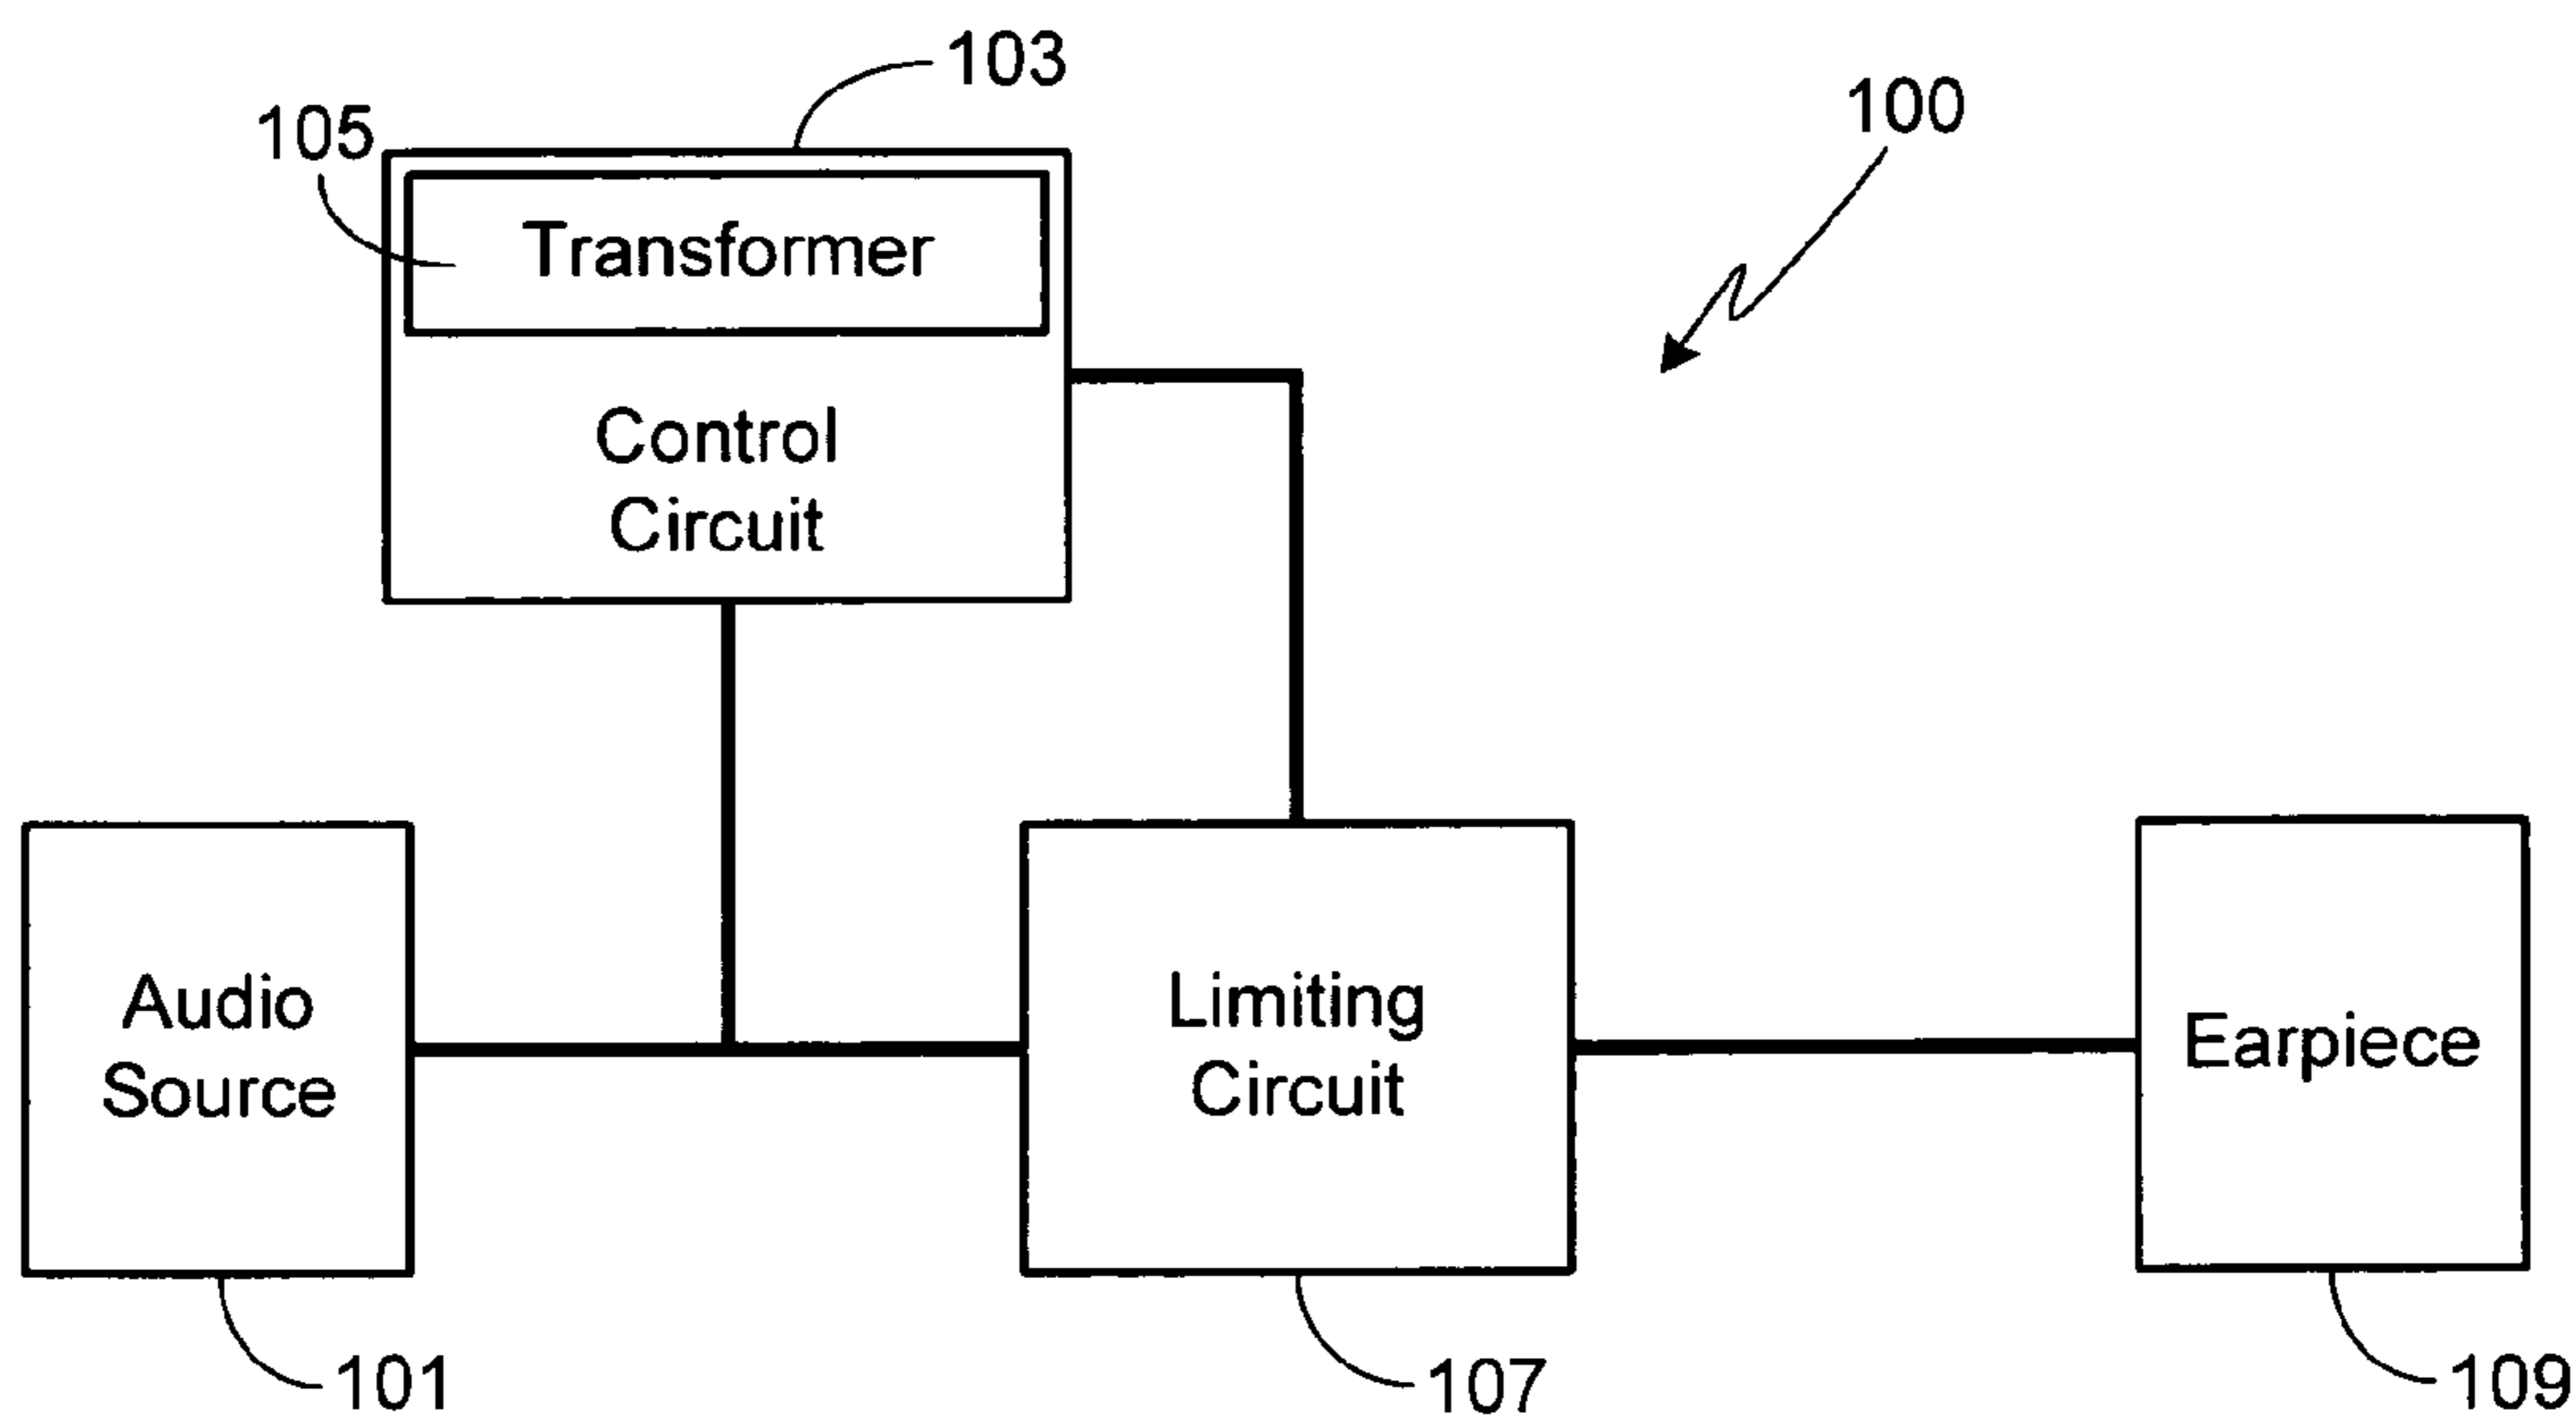 103
100
105
Transformer
Control
Circuit
Audio
Source
Limiting
Circuit
Earpiece
101
107
109